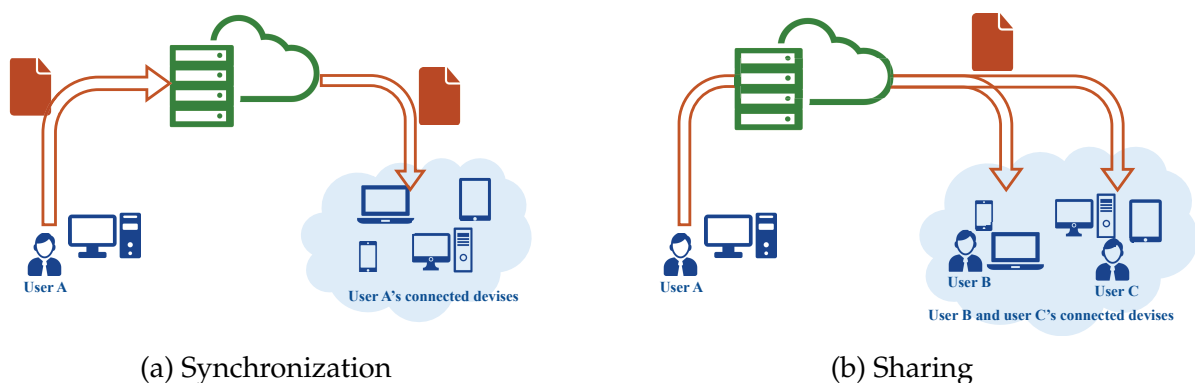 User A
User A's connected devises
(a) Synchronization
User A
User B
User C
User B and user C's connected devises
(b) Sharing